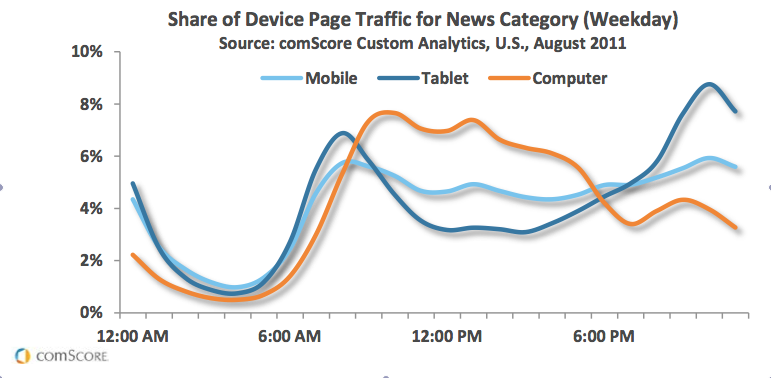 Share of Device Page Traffic for News Category (Weekday)
Source: comScore Custom Analytics, U.S., August 2011
Mobile Tablet Computer
10%
8%
6%
4%
2%
0%
12:00 AM 6:00 AM 12:00 PM 6:00 PM
comScore